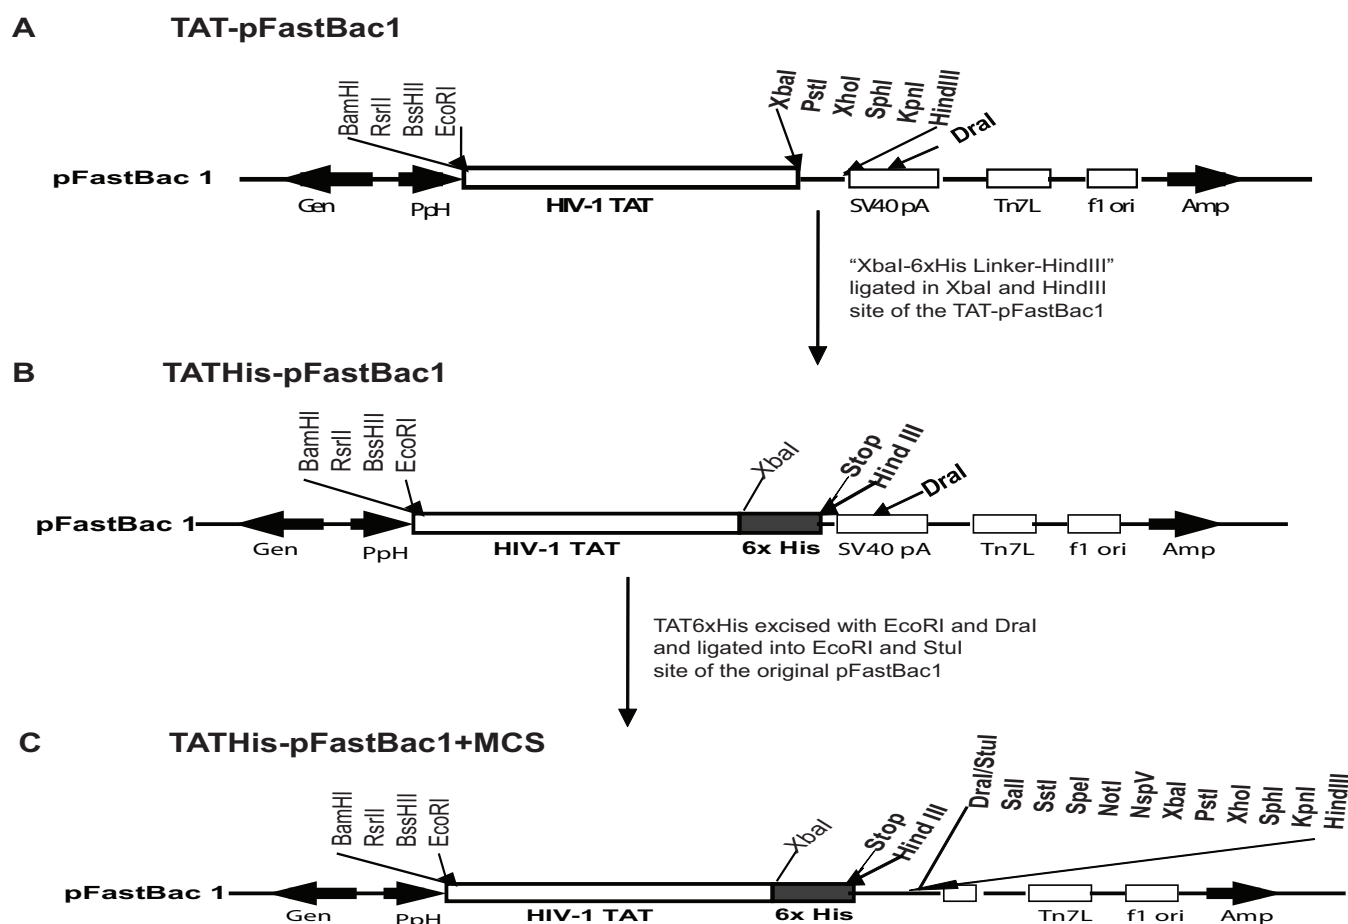 A TAT-pFastBac1
BamHI RsrII BssHII EcoRI XbaI PstI XhoI SphI KpnI HindIII DraI
pFastBac 1
Gen PpH HIV-1 TAT SV40 pA Tn7L f1 ori Amp
“XbaI-6xHis Linker-HindIII”
ligated in XbaI and HindIII
site of the TAT-pFastBac1
B TATHis-pFastBac1
BamHI RsrII BssHII EcoRI XbaI Stop Hind III DraI
pFastBac 1
Gen PpH HIV-1 TAT 6x His SV40 pA Tn7L f1 ori Amp
TAT6xHis excised with EcoRI and DraI
and ligated into EcoRI and StuI
site of the original pFastBac1
C TATHis-pFastBac1+MCS
BamHI RsrII BssHII EcoRI XbaI Stop Hind III DraI/StuI SalI SstI SpeI NotI NspV XbaI PstI XhoI SphI KpnI HindIII
pFastBac 1
Gen PpH HIV-1 TAT 6x His Tn7L f1 ori Amp